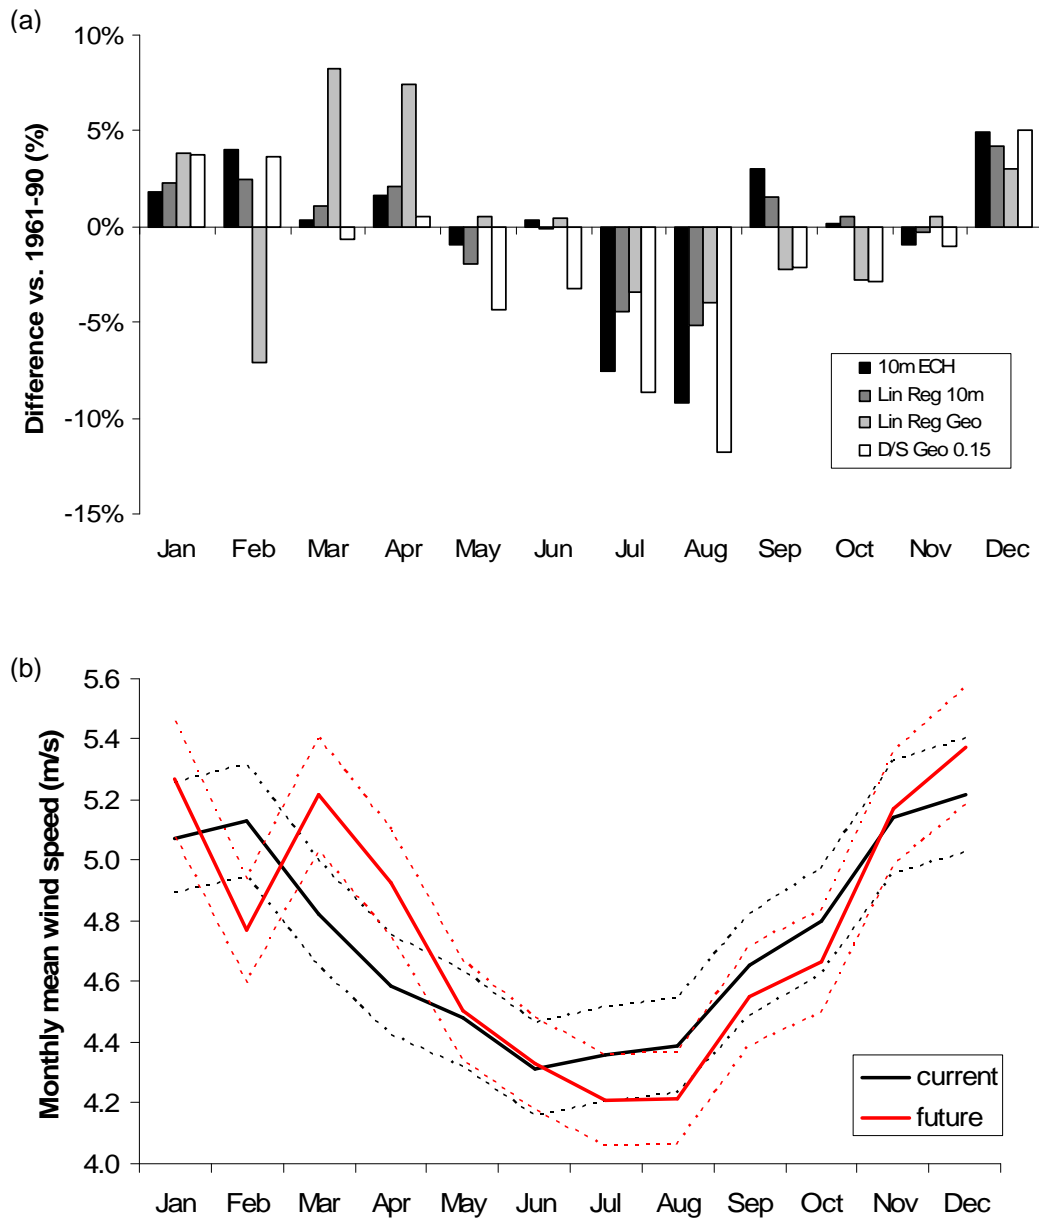 (a)
Difference vs. 1961-90 (%)
10%
5%
0%
-5%
-10%
-15%
10m ECH
Lin Reg 10m
Lin Reg Geo
D/S Geo 0.15
Jan Feb Mar Apr May Jun Jul Aug Sep Oct Nov Dec
(b)
Monthly mean wind speed (m/s)
5.6
5.4
5.2
5.0
4.8
4.6
4.4
4.2
4.0
current
future
Jan Feb Mar Apr May Jun Jul Aug Sep Oct Nov Dec